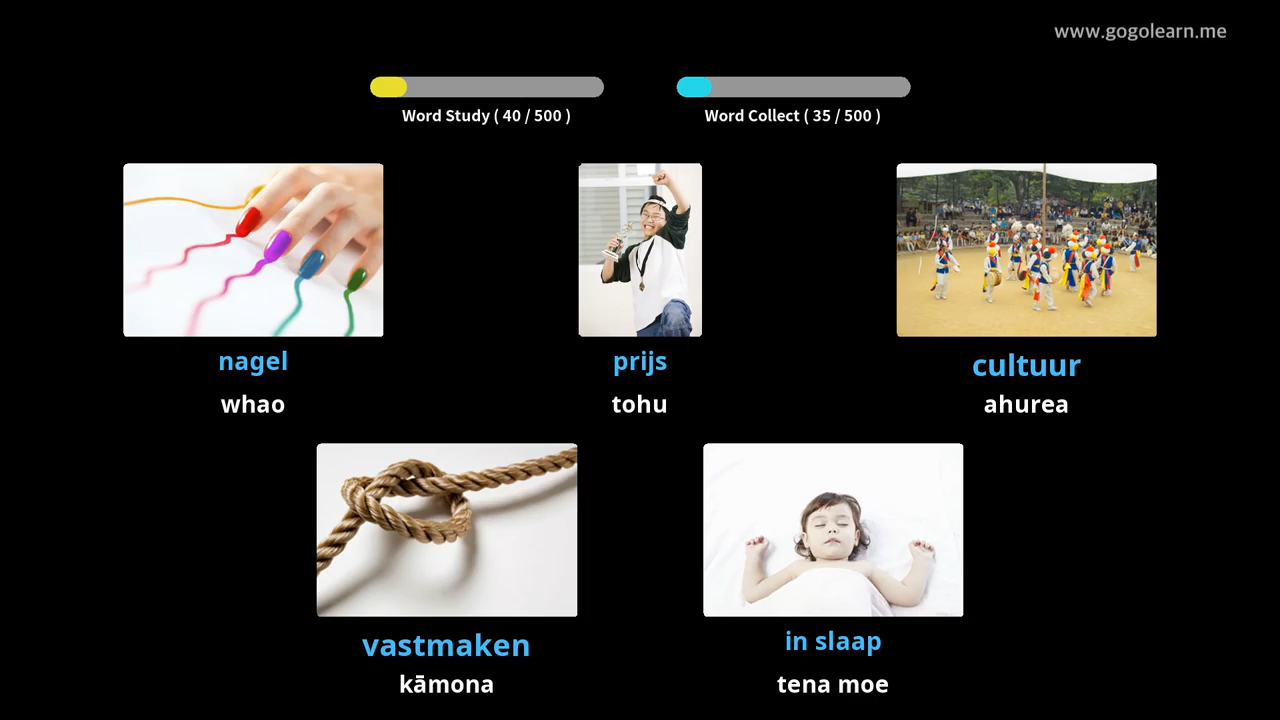 www.gogolearn.me
Word Study ( 40 / 500 )
Word Collect ( 35 / 500 )
nagel
whao
prijs
tohu
cultuur
ahurea
vastmaken
kāmona
in slaap
tena moe